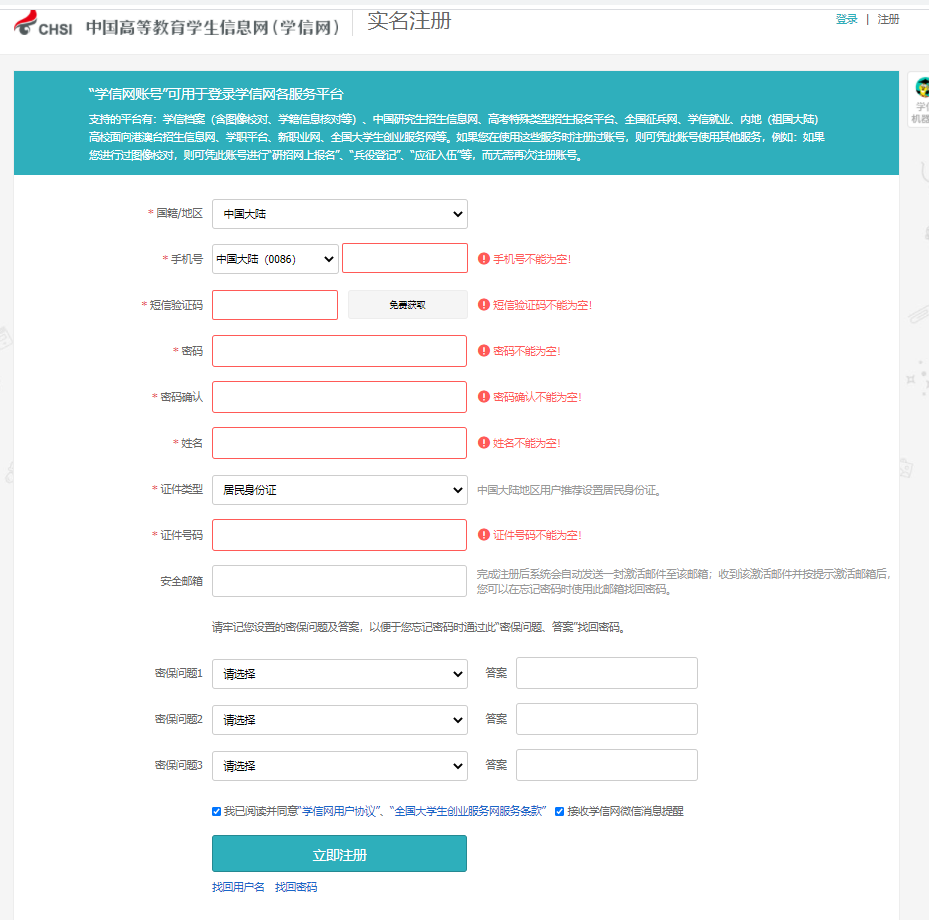 CHSI 中国高等教育学生信息网(学信网) 实名注册
登录 | 注册
“学信网账号”可用于登录学信网各服务平台
支持的平台有：学信档案（含图像校对、学籍信息核对等）、中国研究生招生信息网、高考特殊类型招生报名平台、全国征兵网、学信就业、内地（祖国大陆）
高校面向港澳台招生信息网、学职平台、新职业网、全国大学生创业服务网等。如果您在使用这些服务时注册过账号，则可凭此账号使用其他服务，例如：如果
您进行过图像校对，则可凭此账号进行“研招网上报名”、“兵役登记”、“应征入伍”等，而无需再次注册账号。
* 国籍/地区 中国大陆
* 手机号 中国大陆（0086） 手机号不能为空!
* 短信验证码 免费获取 短信验证码不能为空!
* 密码 密码不能为空!
* 密码确认 密码确认不能为空!
* 姓名 姓名不能为空!
* 证件类型 居民身份证 中国大陆地区用户推荐设置居民身份证。
* 证件号码 证件号码不能为空!
安全邮箱 完成注册后系统会自动发送一封激活邮件至该邮箱；收到该激活邮件并按提示激活邮箱后，
您可以在忘记密码时使用此邮箱找回密码。
请牢记您设置的密保问题及答案，以便于您忘记密码时通过此“密保问题、答案”找回密码。
密保问题1 请选择 答案
密保问题2 请选择 答案
密保问题3 请选择 答案
我已阅读并同意“学信网用户协议”、“全国大学生创业服务网服务条款” 接收学信网微信消息提醒
立即注册
找回用户名 找回密码